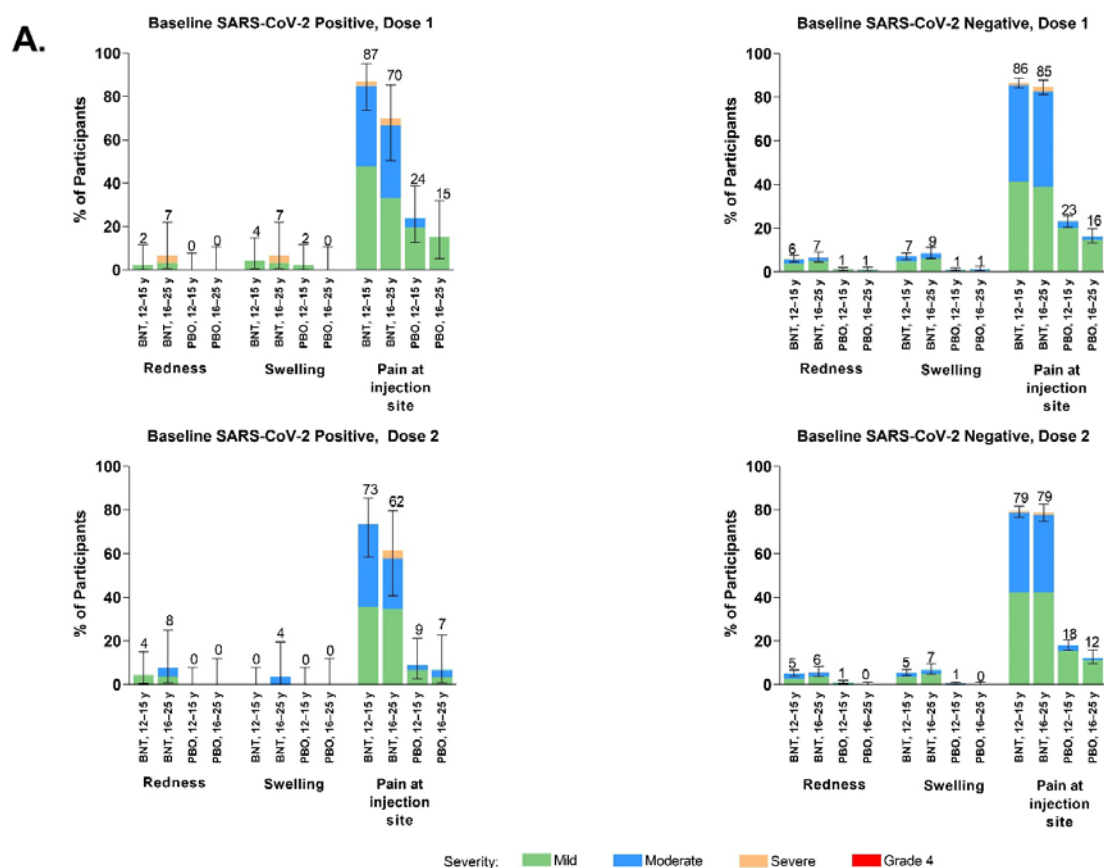 A.
Baseline SARS-CoV-2 Positive, Dose 1
% of Participants
100
80
60
40
20
0
2
7
0
0
4
7
2
0
87
70
24
15
BNT, 12–15 y
BNT, 16–25 y
PBO, 12–15 y
PBO, 16–25 y
BNT, 12–15 y
BNT, 16–25 y
PBO, 12–15 y
PBO, 16–25 y
BNT, 12–15 y
BNT, 16–25 y
PBO, 12–15 y
PBO, 16–25 y
Redness
Swelling
Pain at
injection
site
Baseline SARS-CoV-2 Negative, Dose 1
% of Participants
100
80
60
40
20
0
6
7
1
1
7
9
1
1
86
85
23
16
BNT, 12–15 y
BNT, 16–25 y
PBO, 12–15 y
PBO, 16–25 y
BNT, 12–15 y
BNT, 16–25 y
PBO, 12–15 y
PBO, 16–25 y
BNT, 12–15 y
BNT, 16–25 y
PBO, 12–15 y
PBO, 16–25 y
Redness
Swelling
Pain at
injection
site
Baseline SARS-CoV-2 Positive, Dose 2
% of Participants
100
80
60
40
20
0
4
8
0
0
0
4
0
0
73
62
9
7
BNT, 12–15 y
BNT, 16–25 y
PBO, 12–15 y
PBO, 16–25 y
BNT, 12–15 y
BNT, 16–25 y
PBO, 12–15 y
PBO, 16–25 y
BNT, 12–15 y
BNT, 16–25 y
PBO, 12–15 y
PBO, 16–25 y
Redness
Swelling
Pain at
injection
site
Baseline SARS-CoV-2 Negative, Dose 2
% of Participants
100
80
60
40
20
0
5
6
1
0
5
7
1
0
79
79
18
12
BNT, 12–15 y
BNT, 16–25 y
PBO, 12–15 y
PBO, 16–25 y
BNT, 12–15 y
BNT, 16–25 y
PBO, 12–15 y
PBO, 16–25 y
BNT, 12–15 y
BNT, 16–25 y
PBO, 12–15 y
PBO, 16–25 y
Redness
Swelling
Pain at
injection
site
Severity: Mild Moderate Severe Grade 4